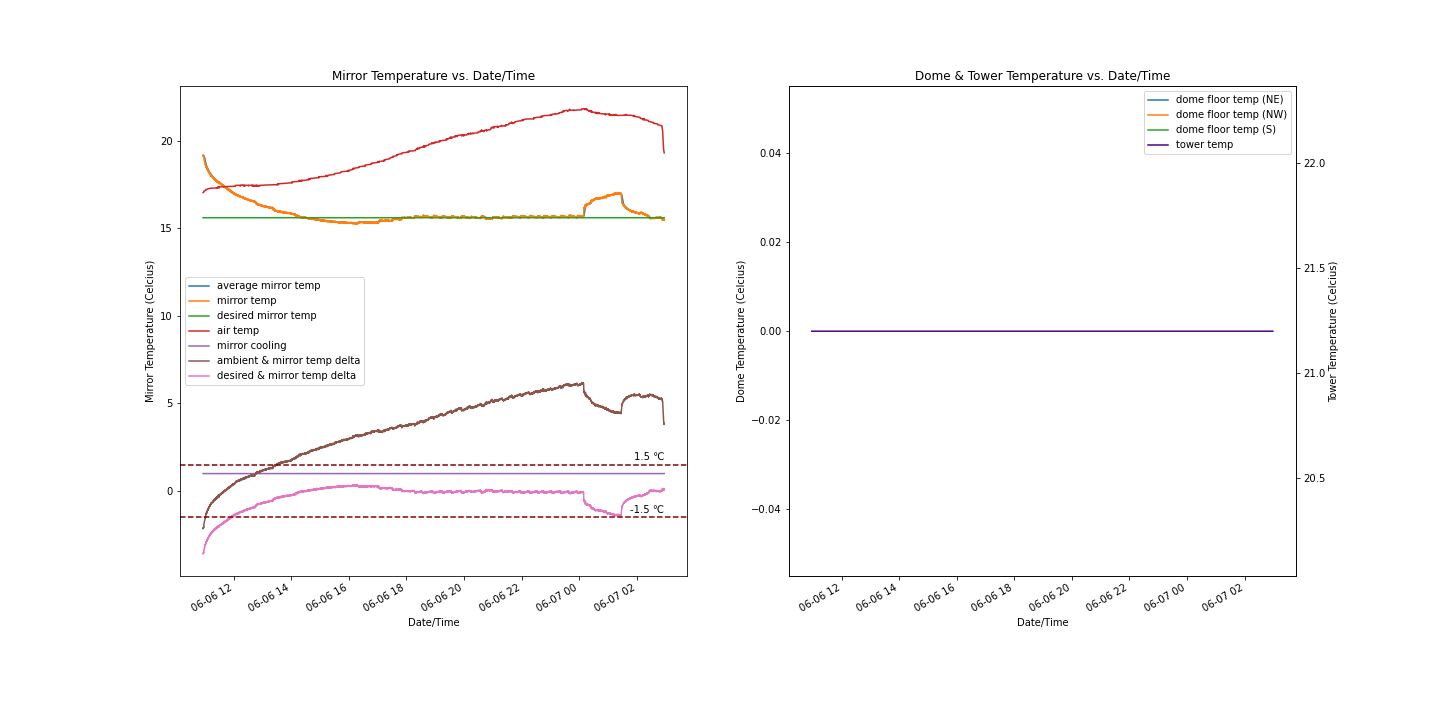 Mirror Temperature vs. Date/Time
Mirror Temperature (Celcius)
20
15
10
5
0
average mirror temp
mirror temp
desired mirror temp
air temp
mirror cooling
ambient & mirror temp delta
desired & mirror temp delta
1.5 °C
-1.5 °C
06-06 12
06-06 14
06-06 16
06-06 18
06-06 20
06-06 22
06-07 00
06-07 02
Date/Time
Dome & Tower Temperature vs. Date/Time
Dome Temperature (Celcius)
0.04
0.02
0.00
−0.02
−0.04
dome floor temp (NE)
dome floor temp (NW)
dome floor temp (S)
tower temp
22.0
21.5
21.0
20.5
Tower Temperature (Celcius)
06-06 12
06-06 14
06-06 16
06-06 18
06-06 20
06-06 22
06-07 00
06-07 02
Date/Time